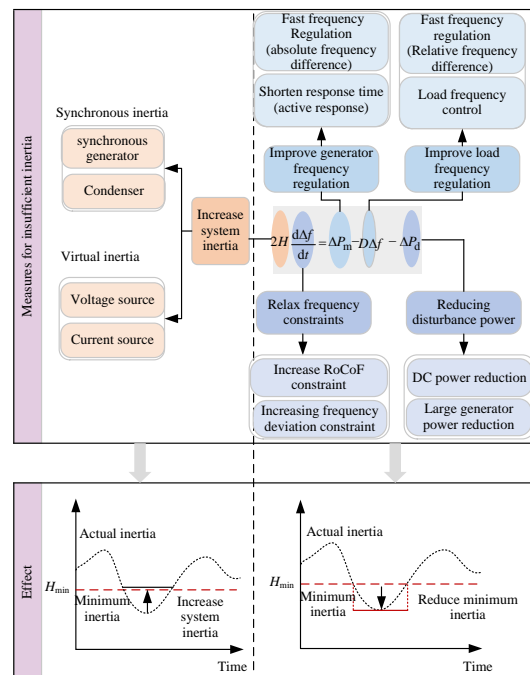 Measures for insufficient inertia
Synchronous inertia
synchronous
generator
Condenser
Virtual inertia
Voltage source
Current source
Increase
system
inertia
Fast frequency
Regulation
(absolute frequency
difference)
Shorten response time
(active response)
Improve generator
frequency
regulation
Fast frequency
regulation
(Relative frequency
difference)
Load frequency
control
Improve load
frequency
regulation
2H dΔf/dt = ΔPm − DΔf − ΔPd
Relax frequency
constraints
Increase RoCoF
constraint
Increasing frequency
deviation constraint
Reducing
disturbance power
DC power reduction
Large generator
power reduction
Effect
Actual inertia
Hmin
Minimum
inertia
Increase
system inertia
Time
Actual inertia
Hmin
Minimum
inertia
Reduce minimum
inertia
Time